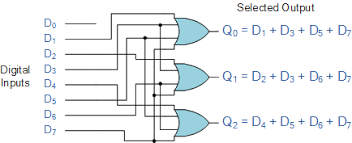 Selected Output
D0
D1
D2
D3
D4
D5
D6
D7
Digital
Inputs
Q0 = D1 + D3 + D5 + D7
Q1 = D2 + D3 + D6 + D7
Q2 = D4 + D5 + D6 + D7